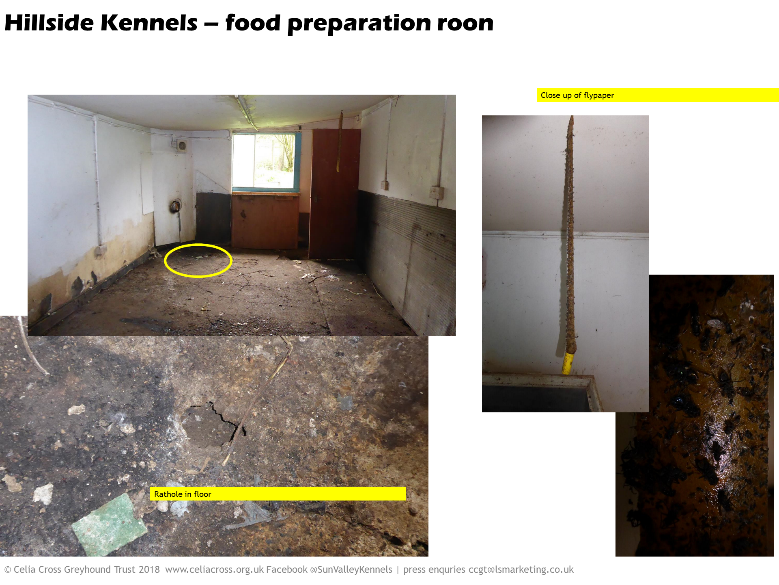 Hillside Kennels – food preparation roon
Close up of flypaper
Rathole in floor
© Celia Cross Greyhound Trust 2018  www.celiacross.org.uk Facebook @SunValleyKennels | press enquries ccgt@lsmarketing.co.uk